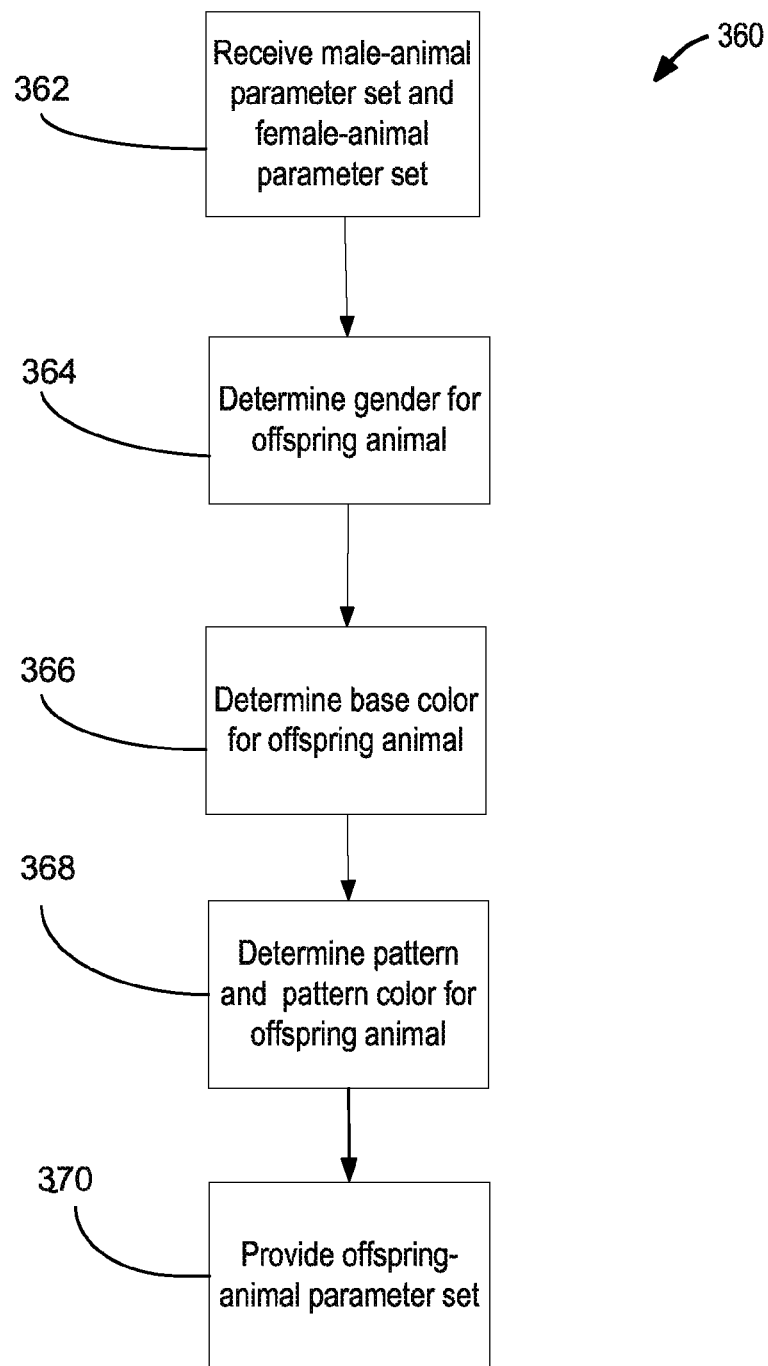 360
362
Receive male-animal
parameter set and
female-animal
parameter set
364
Determine gender for
offspring animal
366
Determine base color
for offspring animal
368
Determine pattern
and pattern color for
offspring animal
370
Provide offspring-
animal parameter set